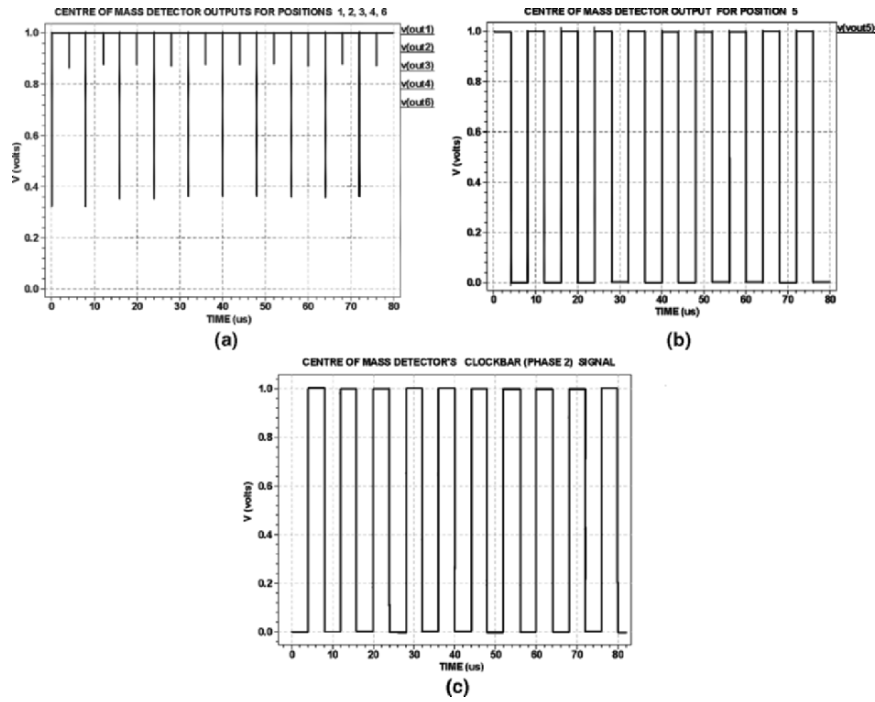 CENTRE OF MASS DETECTOR OUTPUTS FOR POSITIONS 1, 2, 3, 4, 6
v(out1)
v(out2)
v(out3)
v(out4)
v(out6)
1.0
0.8
0.6
0.4
0.2
0.0
V (volts)
0 10 20 30 40 50 60 70 80
TIME (us)
(a)
CENTRE OF MASS DETECTOR OUTPUT FOR POSITION 5
v(vout5)
1.0
0.8
0.6
0.4
0.2
0.0
V (volts)
0 10 20 30 40 50 60 70 80
TIME (us)
(b)
CENTRE OF MASS DETECTOR'S CLOCKBAR (PHASE 2) SIGNAL
1.0
0.8
0.6
0.4
0.2
0.0
V (volts)
0 10 20 30 40 50 60 70 80
TIME (us)
(c)